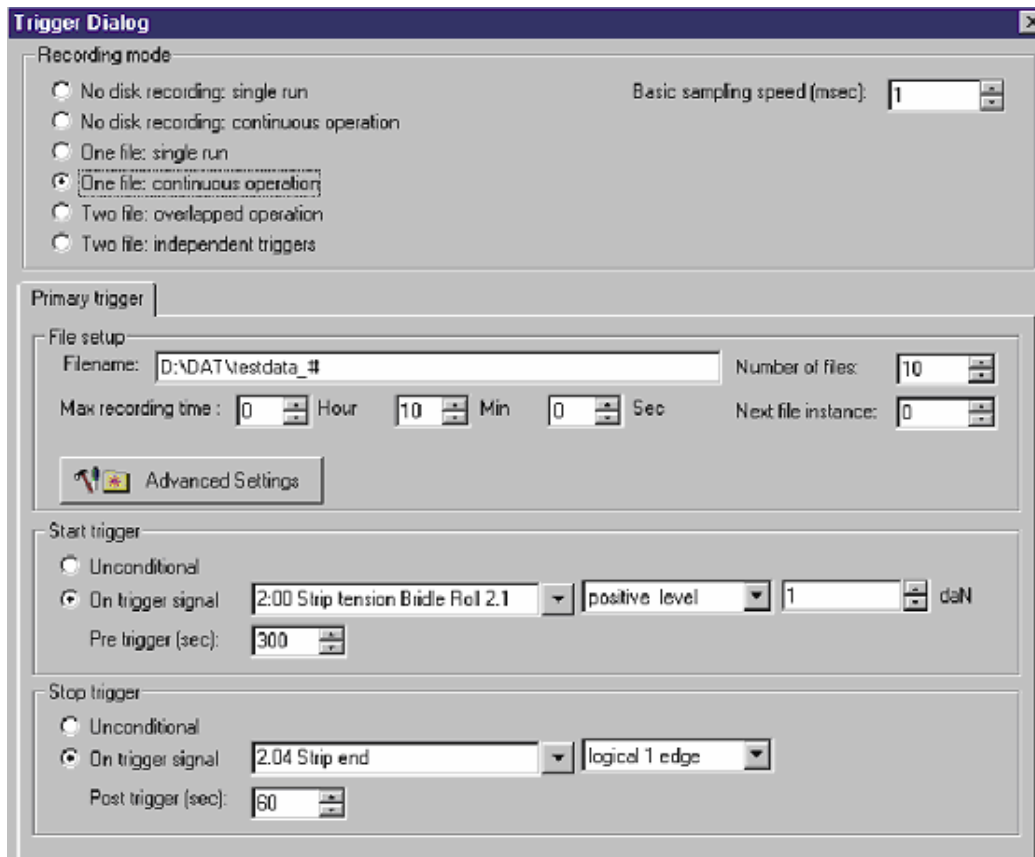 Trigger Dialog
Recording mode
No disk recording: single run
Basic sampling speed (msec): 1
No disk recording: continuous operation
One file: single run
One file: continuous operation
Two file: overlapped operation
Two file: independent triggers
Primary trigger
File setup
Filename: D:\DAT\testdata_# Number of files: 10
Max recording time : 0 Hour 10 Min 0 Sec Next file instance: 0
Advanced Settings
Start trigger
Unconditional
On trigger signal 2:00 Strip tension Bridle Roll 2.1 positive level 1 daN
Pre trigger (sec): 300
Stop trigger
Unconditional
On trigger signal 2.04 Strip end logical 1 edge
Post trigger (sec): 60